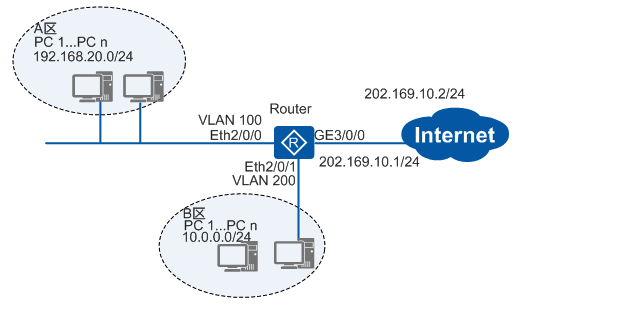 A区
PC 1...PC n
192.168.20.0/24
202.169.10.2/24
Router
VLAN 100
Eth2/0/0
R
GE3/0/0
Internet
202.169.10.1/24
Eth2/0/1
VLAN 200
B区
PC 1...PC n
10.0.0.0/24